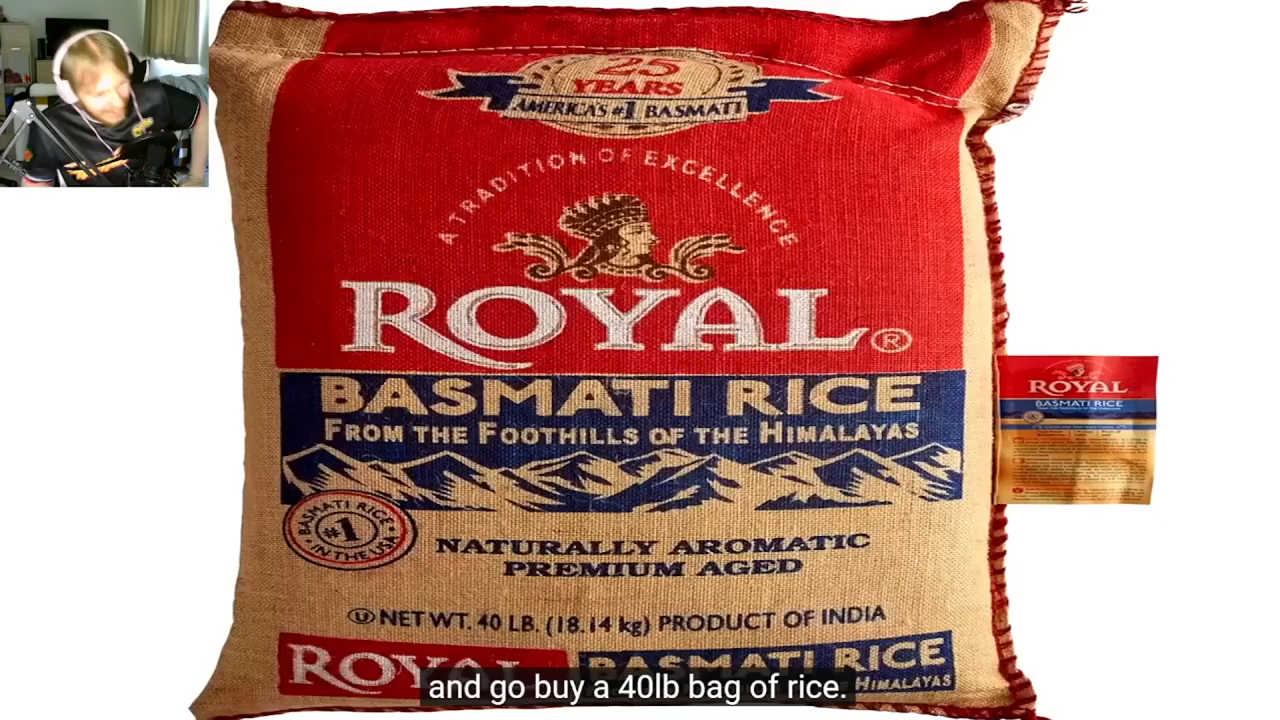 25
YEARS
AMERICA'S #1 BASMATI
A TRADITION OF EXCELLENCE
ROYAL®
BASMATI RICE
FROM THE FOOTHILLS OF THE HIMALAYAS
BASMATI RICE
#1
IN THE USA
NATURALLY AROMATIC
PREMIUM AGED
U NET WT. 40 LB. (18.14 kg) PRODUCT OF INDIA
ROYAL
BASMATI RICE
HIMALAYAS
ROYAL
BASMATI RICE
and go buy a 40lb bag of rice.